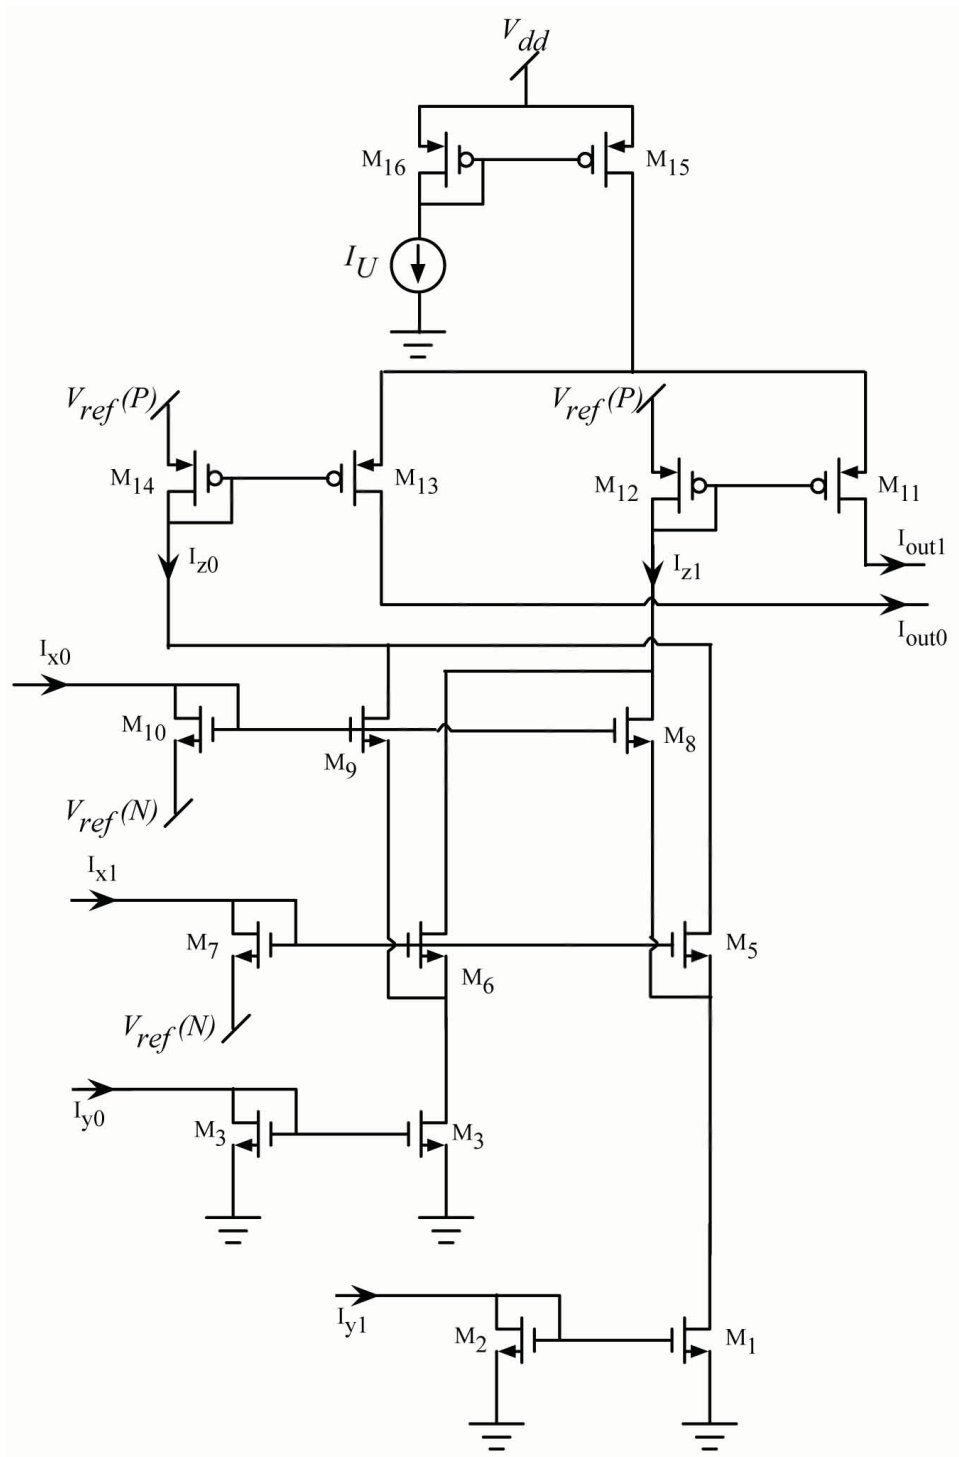 Vdd
M16
M15
IU
Vref(P)
Vref(P)
M14
M13
M12
M11
Iz0
Iz1
Iout1
Iout0
Ix0
M10
M9
M8
Vref(N)
Ix1
M7
M6
M5
Vref(N)
Iy0
M3
M3
Iy1
M2
M1